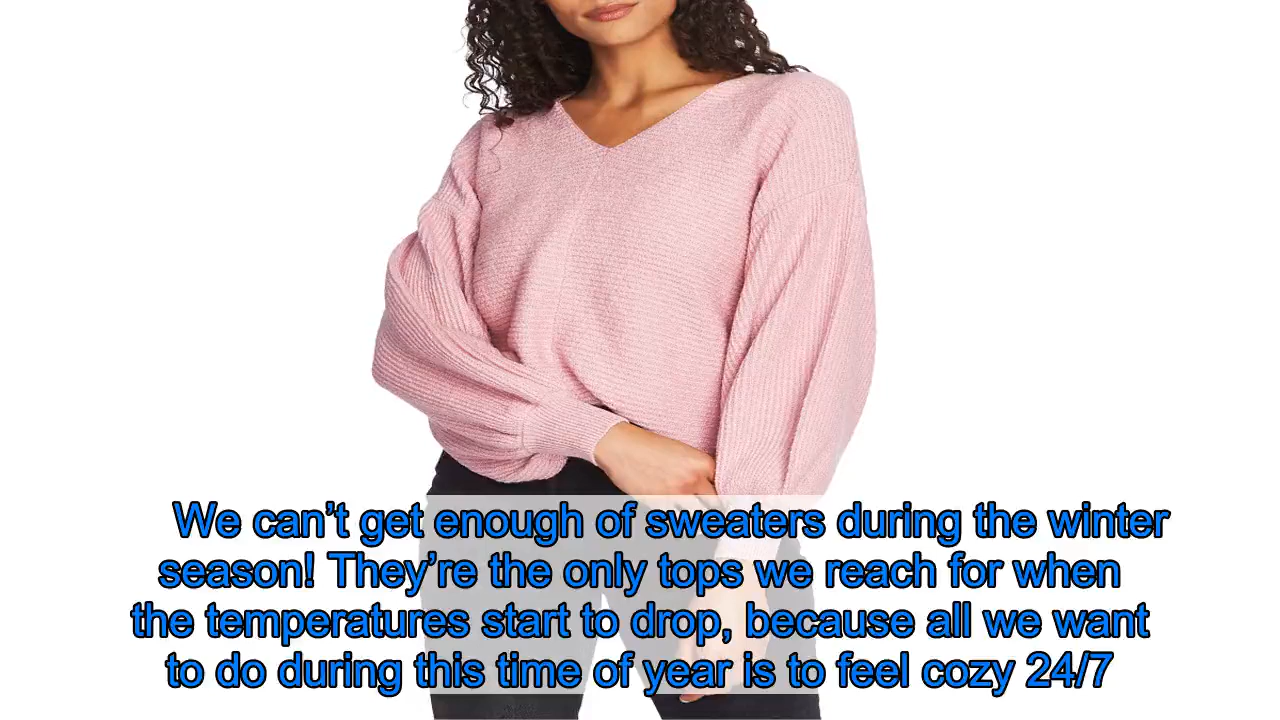 We can’t get enough of sweaters during the winter
season! They’re the only tops we reach for when
the temperatures start to drop, because all we want
to do during this time of year is to feel cozy 24/7